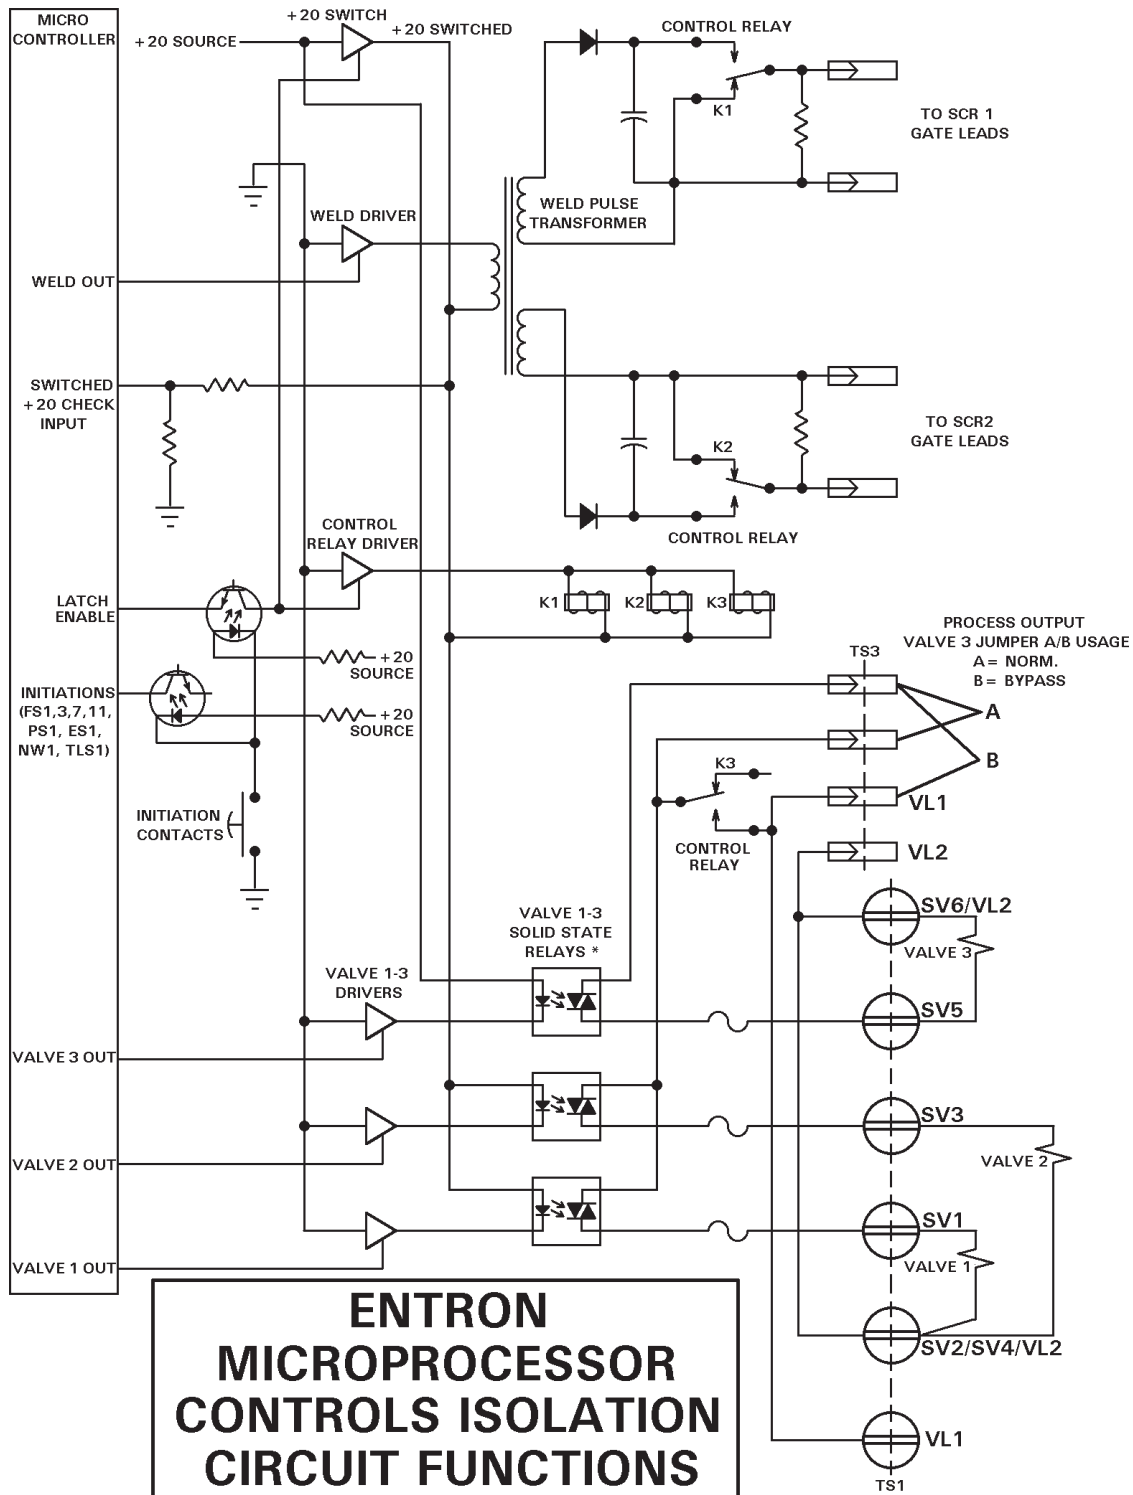 MICRO
CONTROLLER
+20 SOURCE
+20 SWITCH
+20 SWITCHED
CONTROL RELAY
K1
TO SCR 1
GATE LEADS
WELD DRIVER
WELD PULSE
TRANSFORMER
WELD OUT
SWITCHED
+20 CHECK
INPUT
K2
TO SCR2
GATE LEADS
CONTROL RELAY
CONTROL
RELAY DRIVER
LATCH
ENABLE
K1
K2
K3
+20
SOURCE
PROCESS OUTPUT
VALVE 3 JUMPER A/B USAGE
A= NORM.
B= BYPASS
TS3
INITIATIONS
(FS1,3,7,11,
PS1, ES1,
NW1, TLS1)
+20
SOURCE
A
B
K3
VL1
INITIATION
CONTACTS
CONTROL
RELAY
VL2
VALVE 1-3
SOLID STATE
RELAYS *
SV6/VL2
VALVE 3
VALVE 1-3
DRIVERS
SV5
VALVE 3 OUT
SV3
VALVE 2
VALVE 2 OUT
SV1
VALVE 1
VALVE 1 OUT
SV2/SV4/VL2
VL1
TS1
ENTRON
MICROPROCESSOR
CONTROLS ISOLATION
CIRCUIT FUNCTIONS